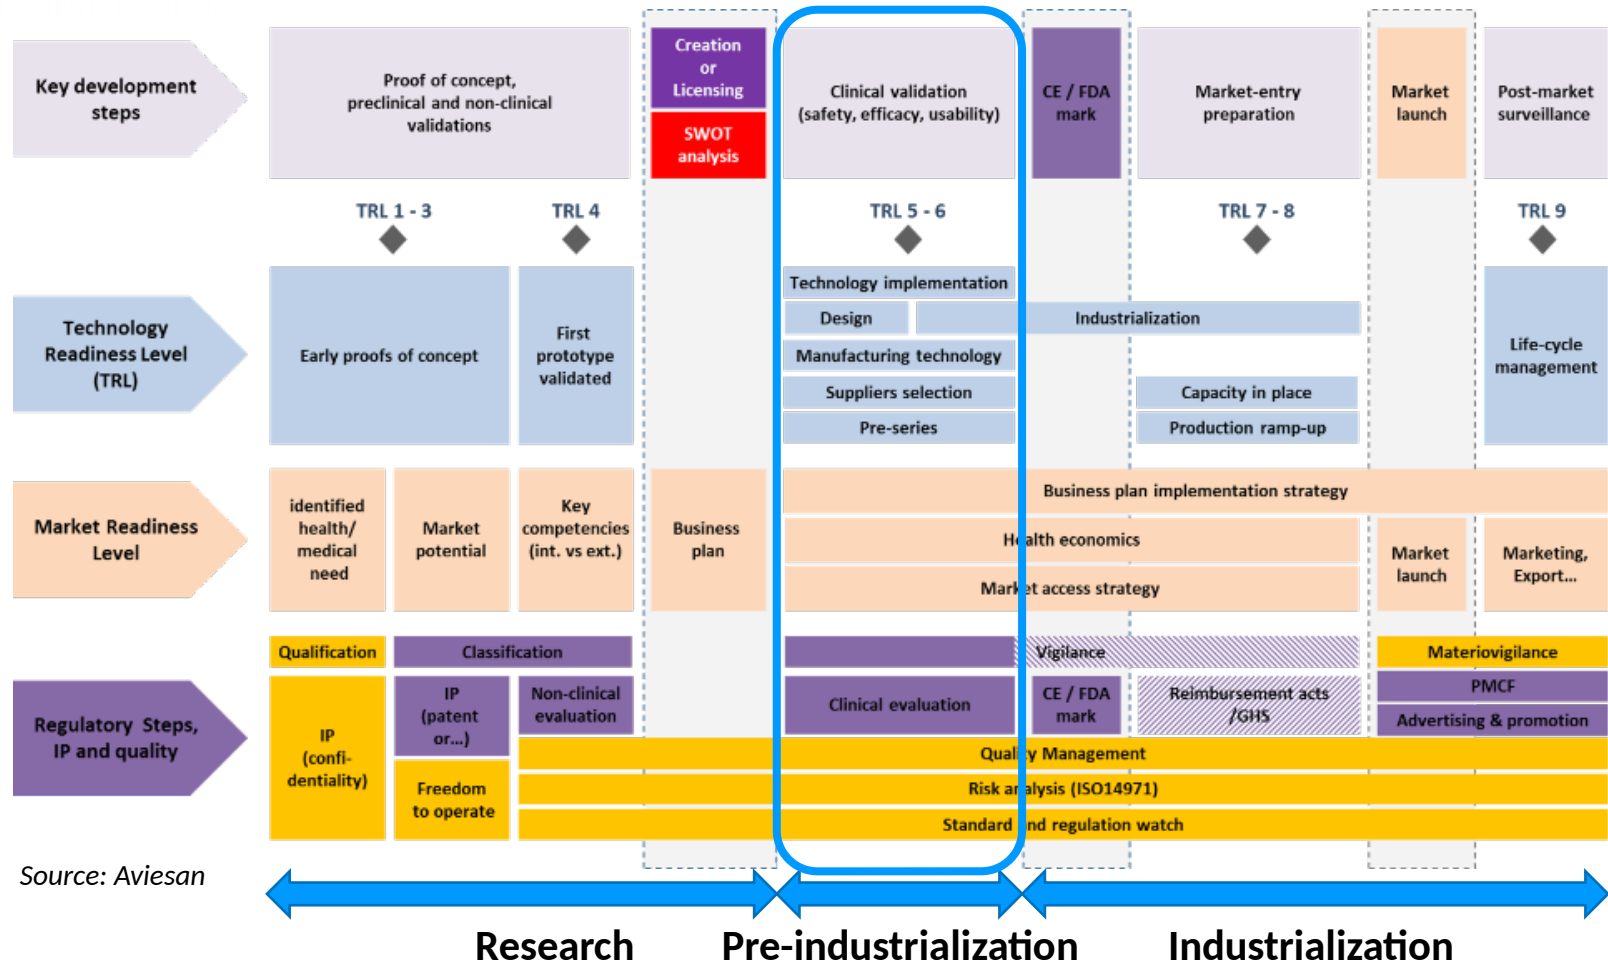 Key development
steps
Proof of concept,
preclinical and non-clinical
validations
Creation
or
Licensing
SWOT
analysis
Clinical validation
(safety, efficacy, usability)
CE / FDA
mark
Market-entry
preparation
Market
launch
Post-market
surveillance
TRL 1 - 3
TRL 4
TRL 5 - 6
TRL 7 - 8
TRL 9
Technology
Readiness Level
(TRL)
Early proofs of concept
First
prototype
validated
Technology implementation
Design
Industrialization
Manufacturing technology
Suppliers selection
Pre-series
Capacity in place
Production ramp-up
Life-cycle
management
Market Readiness
Level
identified
health/
medical
need
Market
potential
Key
competencies
(int. vs ext.)
Business
plan
Business plan implementation strategy
Health economics
Market access strategy
Market
launch
Marketing,
Export...
Regulatory Steps,
IP and quality
Qualification
Classification
Vigilance
Materiovigilance
IP
(confi-
dentiality)
IP
(patent
or...)
Non-clinical
evaluation
Clinical evaluation
CE / FDA
mark
Reimbursement acts
/GHS
PMCF
Advertising & promotion
Freedom
to operate
Quality Management
Risk analysis (ISO14971)
Standard and regulation watch
Source: Aviesan
Research
Pre-industrialization
Industrialization